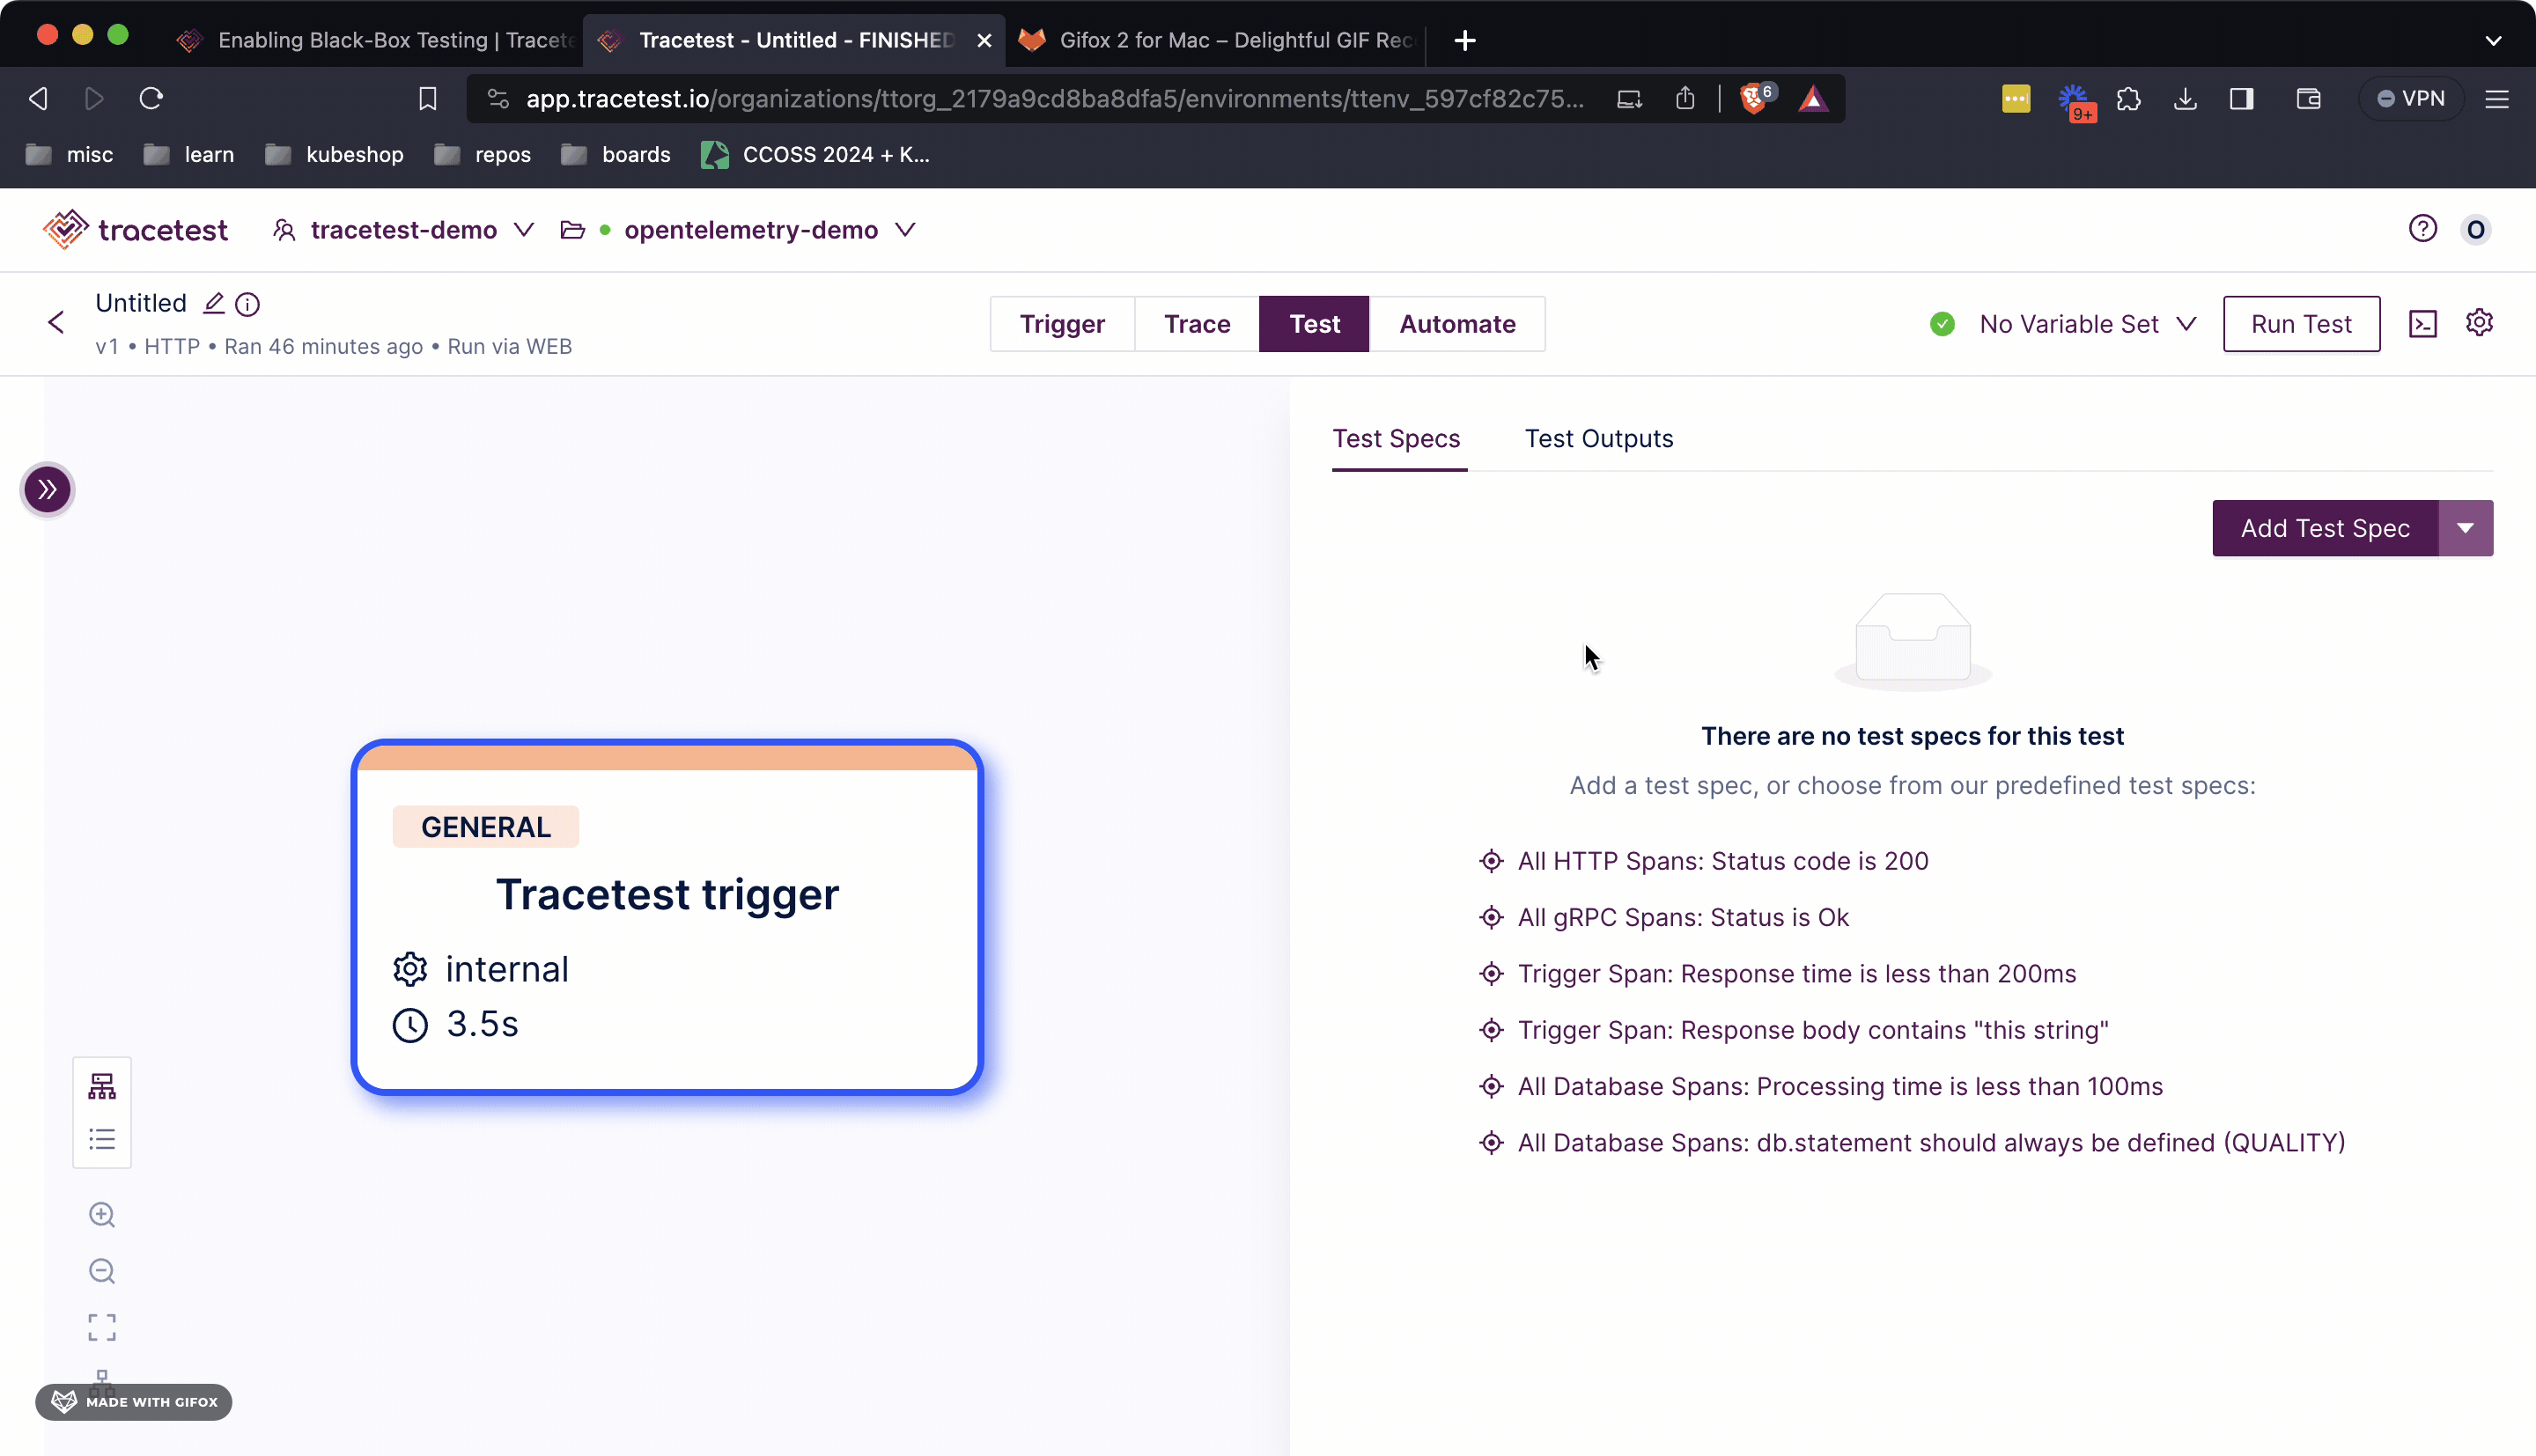 Enabling Black-Box Testing | Tracete
Tracetest - Untitled - FINISHED
Gifox 2 for Mac – Delightful GIF Rec
app.tracetest.io/organizations/ttorg_2179a9cd8ba8dfa5/environments/ttenv_597cf82c75...
6
9+
VPN
misc
learn
kubeshop
repos
boards
CCOSS 2024 + K...
tracetest
tracetest-demo
opentelemetry-demo
O
Untitled
v1 • HTTP • Ran 46 minutes ago • Run via WEB
Trigger
Trace
Test
Automate
No Variable Set
Run Test
Test Specs
Test Outputs
Add Test Spec
There are no test specs for this test
Add a test spec, or choose from our predefined test specs:
All HTTP Spans: Status code is 200
All gRPC Spans: Status is Ok
Trigger Span: Response time is less than 200ms
Trigger Span: Response body contains "this string"
All Database Spans: Processing time is less than 100ms
All Database Spans: db.statement should always be defined (QUALITY)
GENERAL
Tracetest trigger
internal
3.5s
MADE WITH GIFOX